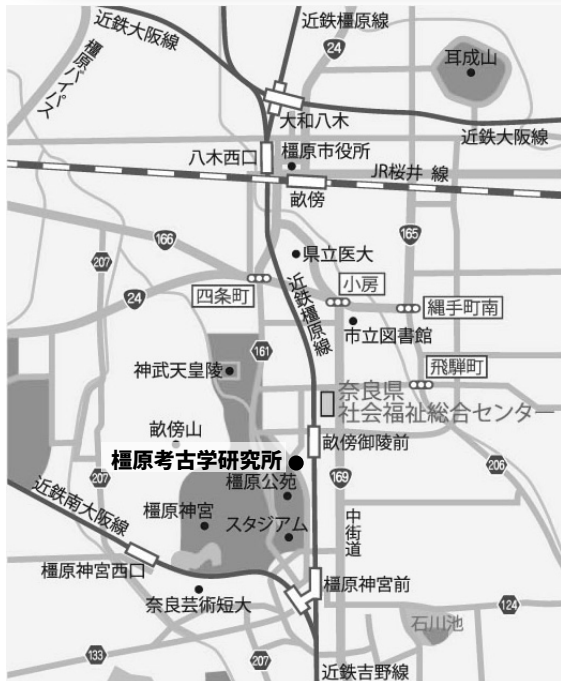 近鉄大阪線
橿原バイパス
近鉄橿原線
24
耳成山
大和八木
近鉄大阪線
八木西口
橿原市役所
JR桜井 線
畝傍
166
165
207
県立医大
24
四条町
小房
縄手町南
近鉄橿原線
市立図書館
161
飛騨町
神武天皇陵
奈良県
社会福祉総合センター
畝傍山
畝傍御陵前
橿原考古学研究所
206
207
橿原公苑
169
近鉄南大阪線
橿原神宮
スタジアム
中街道
橿原神宮西口
橿原神宮前
奈良芸術短大
124
石川池
133
207
近鉄吉野線